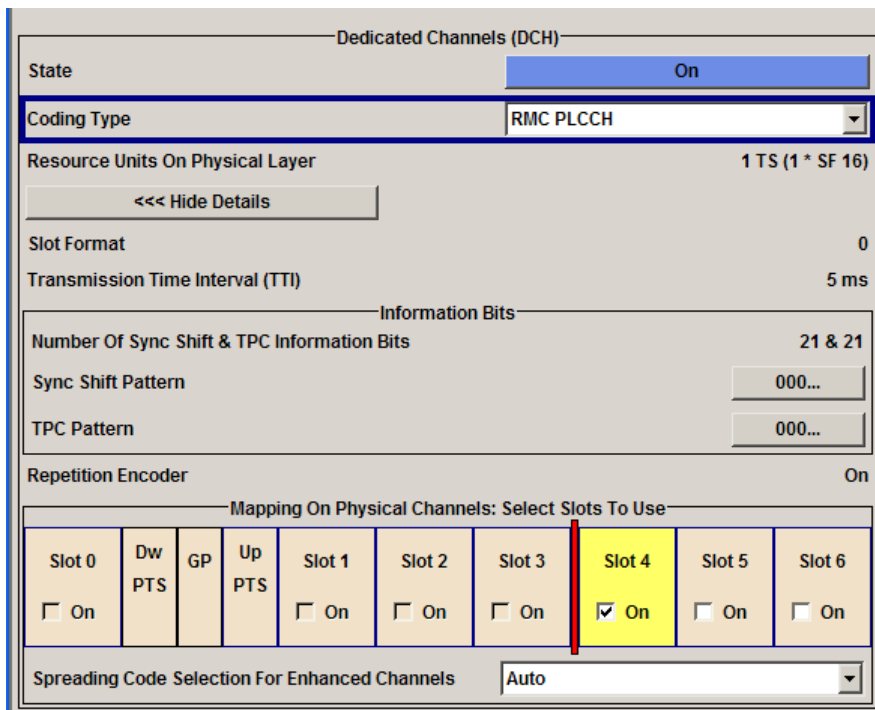 Dedicated Channels (DCH)
State On
Coding Type RMC PLCCH
Resource Units On Physical Layer 1 TS (1 * SF 16)
<<< Hide Details
Slot Format 0
Transmission Time Interval (TTI) 5 ms
Information Bits
Number Of Sync Shift & TPC Information Bits 21 & 21
Sync Shift Pattern 000...
TPC Pattern 000...
Repetition Encoder On
Mapping On Physical Channels: Select Slots To Use
Slot 0 Dw PTS GP Up PTS Slot 1 Slot 2 Slot 3 Slot 4 Slot 5 Slot 6
On On On On On On On
Spreading Code Selection For Enhanced Channels Auto